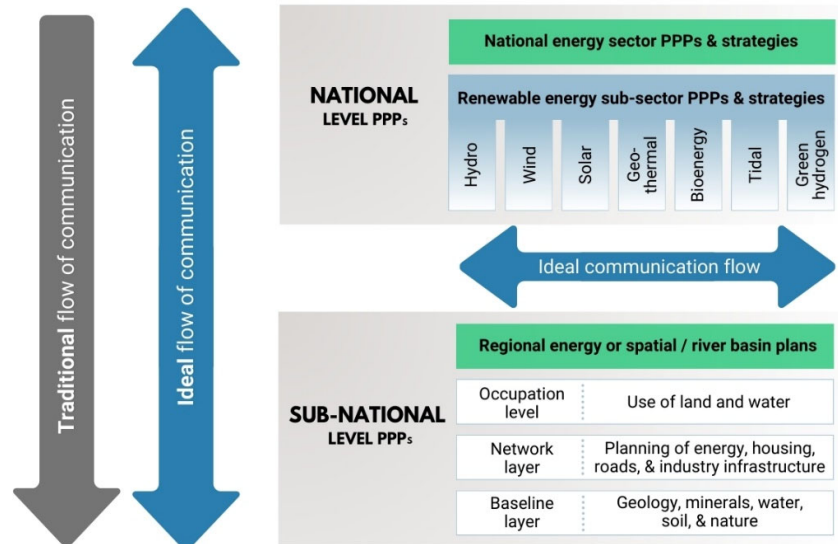 Traditional flow of communication
Ideal flow of communication
NATIONAL
LEVEL PPPs
National energy sector PPPs & strategies
Renewable energy sub-sector PPPs & strategies
Hydro
Wind
Solar
Geo-
thermal
Bioenergy
Tidal
Green
hydrogen
Ideal communication flow
SUB-NATIONAL
LEVEL PPPs
Regional energy or spatial / river basin plans
Occupation
level
Use of land and water
Network
layer
Planning of energy, housing,
roads, & industry infrastructure
Baseline
layer
Geology, minerals, water,
soil, & nature